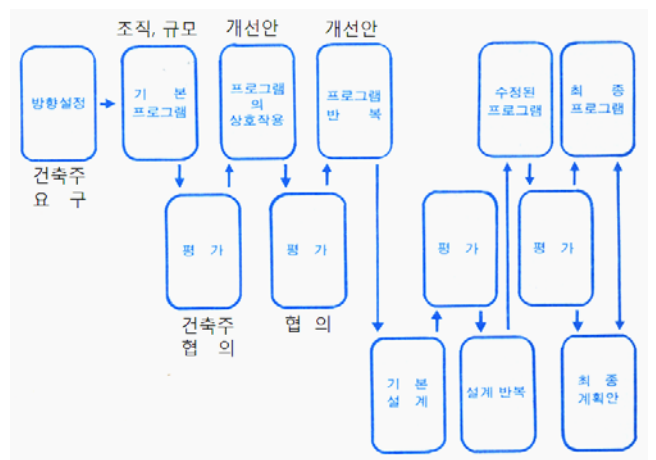 조직, 규모
개선안
개선안
방향설정
기 본
프로그램
프로그램
의
상호작용
프로그램
반 복
수정된
프로그램
최 종
프로그램
건축주
요 구
평 가
평 가
평 가
평 가
건축주
협 의
협 의
기 본
설 계
설계 반복
최 종
계획안